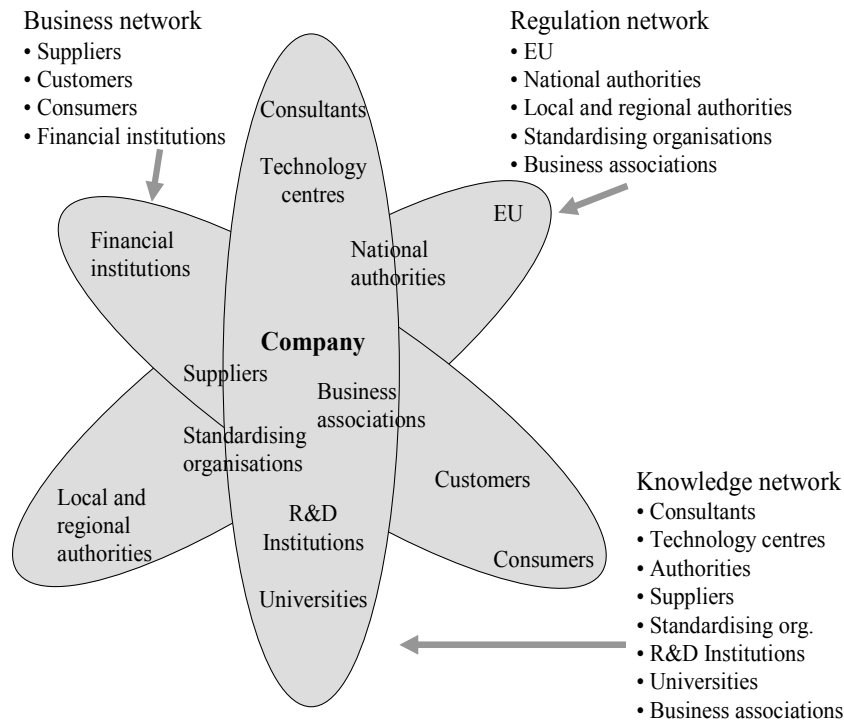 Business network
• Suppliers
• Customers
• Consumers
• Financial institutions
Regulation network
• EU
• National authorities
• Local and regional authorities
• Standardising organisations
• Business associations
Consultants
Technology
centres
EU
Financial
institutions
National
authorities
Company
Suppliers
Business
associations
Standardising
organisations
Customers
Local and
regional
authorities
R&D
Institutions
Consumers
Universities
Knowledge network
• Consultants
• Technology centres
• Authorities
• Suppliers
• Standardising org.
• R&D Institutions
• Universities
• Business associations